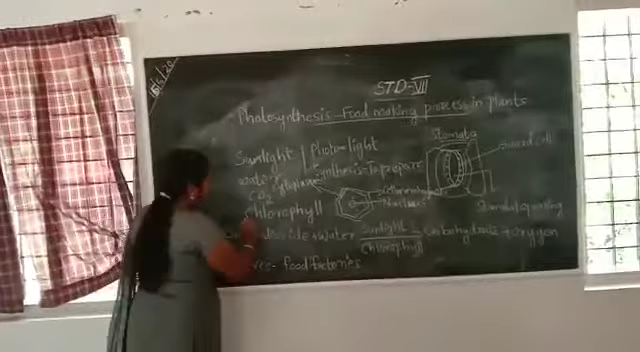 STD-VII
Photosynthesis - Food making process in Plants
Sunlight | Photo = light
water Synthesis = To prepare
CO2
Chlorophyll
Stomata
Guard cell
Stomatal opening
+ water Sunlight Chlorophyll = Carbohydrate + oxygen
- food factories